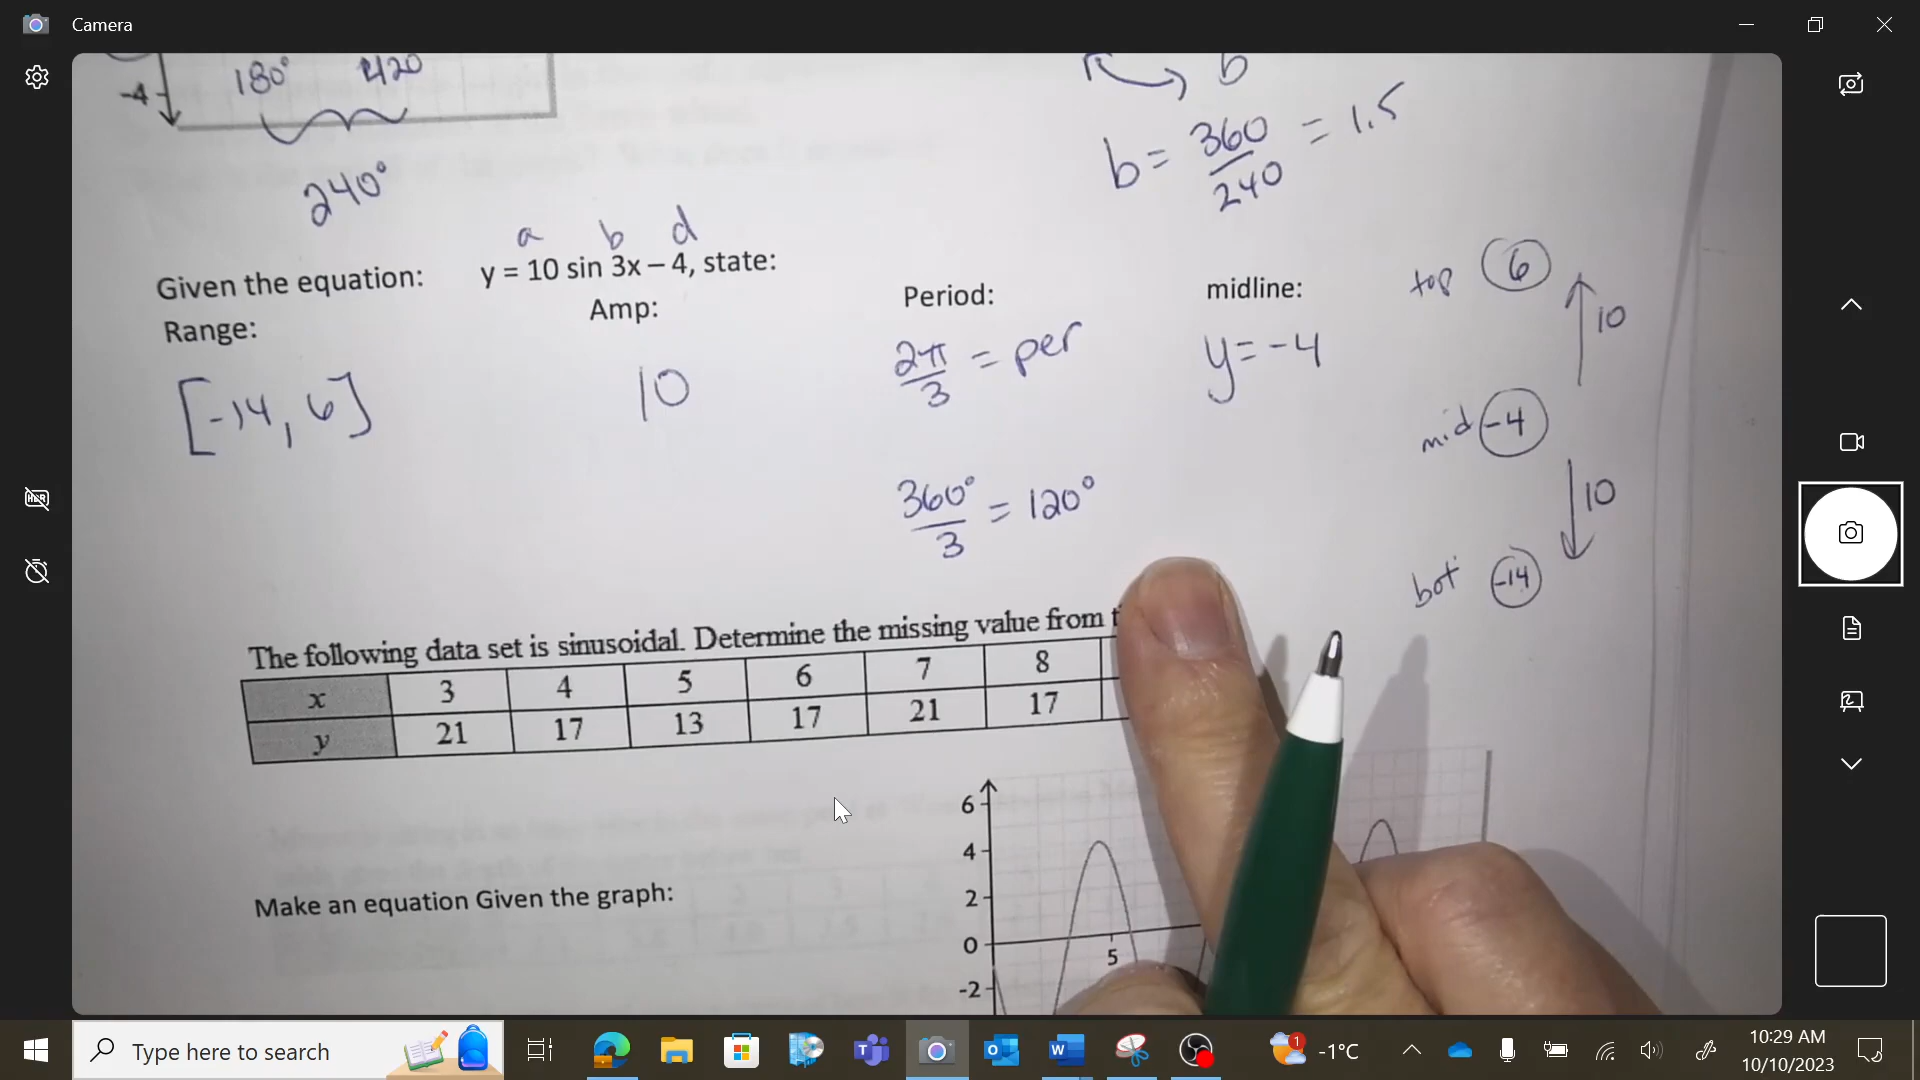 Camera
-4
180°
420
240°
b
b = 360/240 = 1.5
a b d
Given the equation: y = 10 sin 3x – 4, state:
Range: Amp: Period: midline:
[-14, 6]
10
2π/3 = per
y = -4
360°/3 = 120°
top 6
10
mid -4
10
bot -14
The following data set is sinusoidal. Determine the missing value from
x 3 4 5 6 7 8
y 21 17 13 17 21 17
Make an equation Given the graph:
6
4
2
0
5
-2
Type here to search
1
-1°C
10:29 AM
10/10/2023